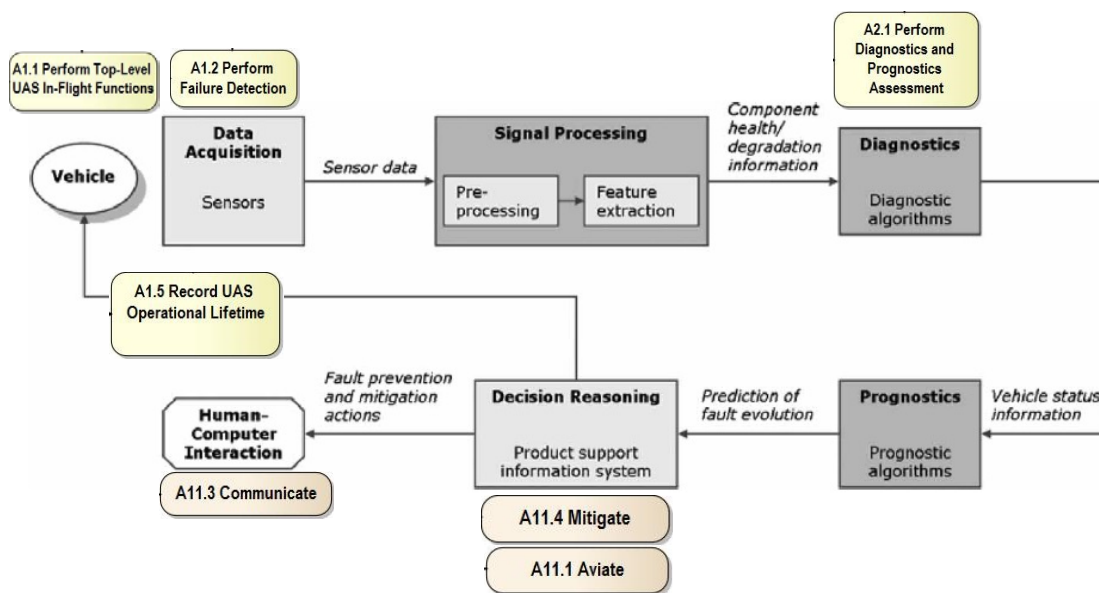 A1.1 Perform Top-Level
UAS In-Flight Functions
A1.2 Perform
Failure Detection
A2.1 Perform
Diagnostics and
Prognostics
Assessment
Vehicle
Data
Acquisition
Sensors
Sensor data
Signal Processing
Pre-
processing
Feature
extraction
Component
health/
degradation
information
Diagnostics
Diagnostic
algorithms
A1.5 Record UAS
Operational Lifetime
Human-
Computer
Interaction
Fault prevention
and mitigation
actions
Decision Reasoning
Product support
information system
Prediction of
fault evolution
Prognostics
Prognostic
algorithms
Vehicle status
information
A11.3 Communicate
A11.4 Mitigate
A11.1 Aviate